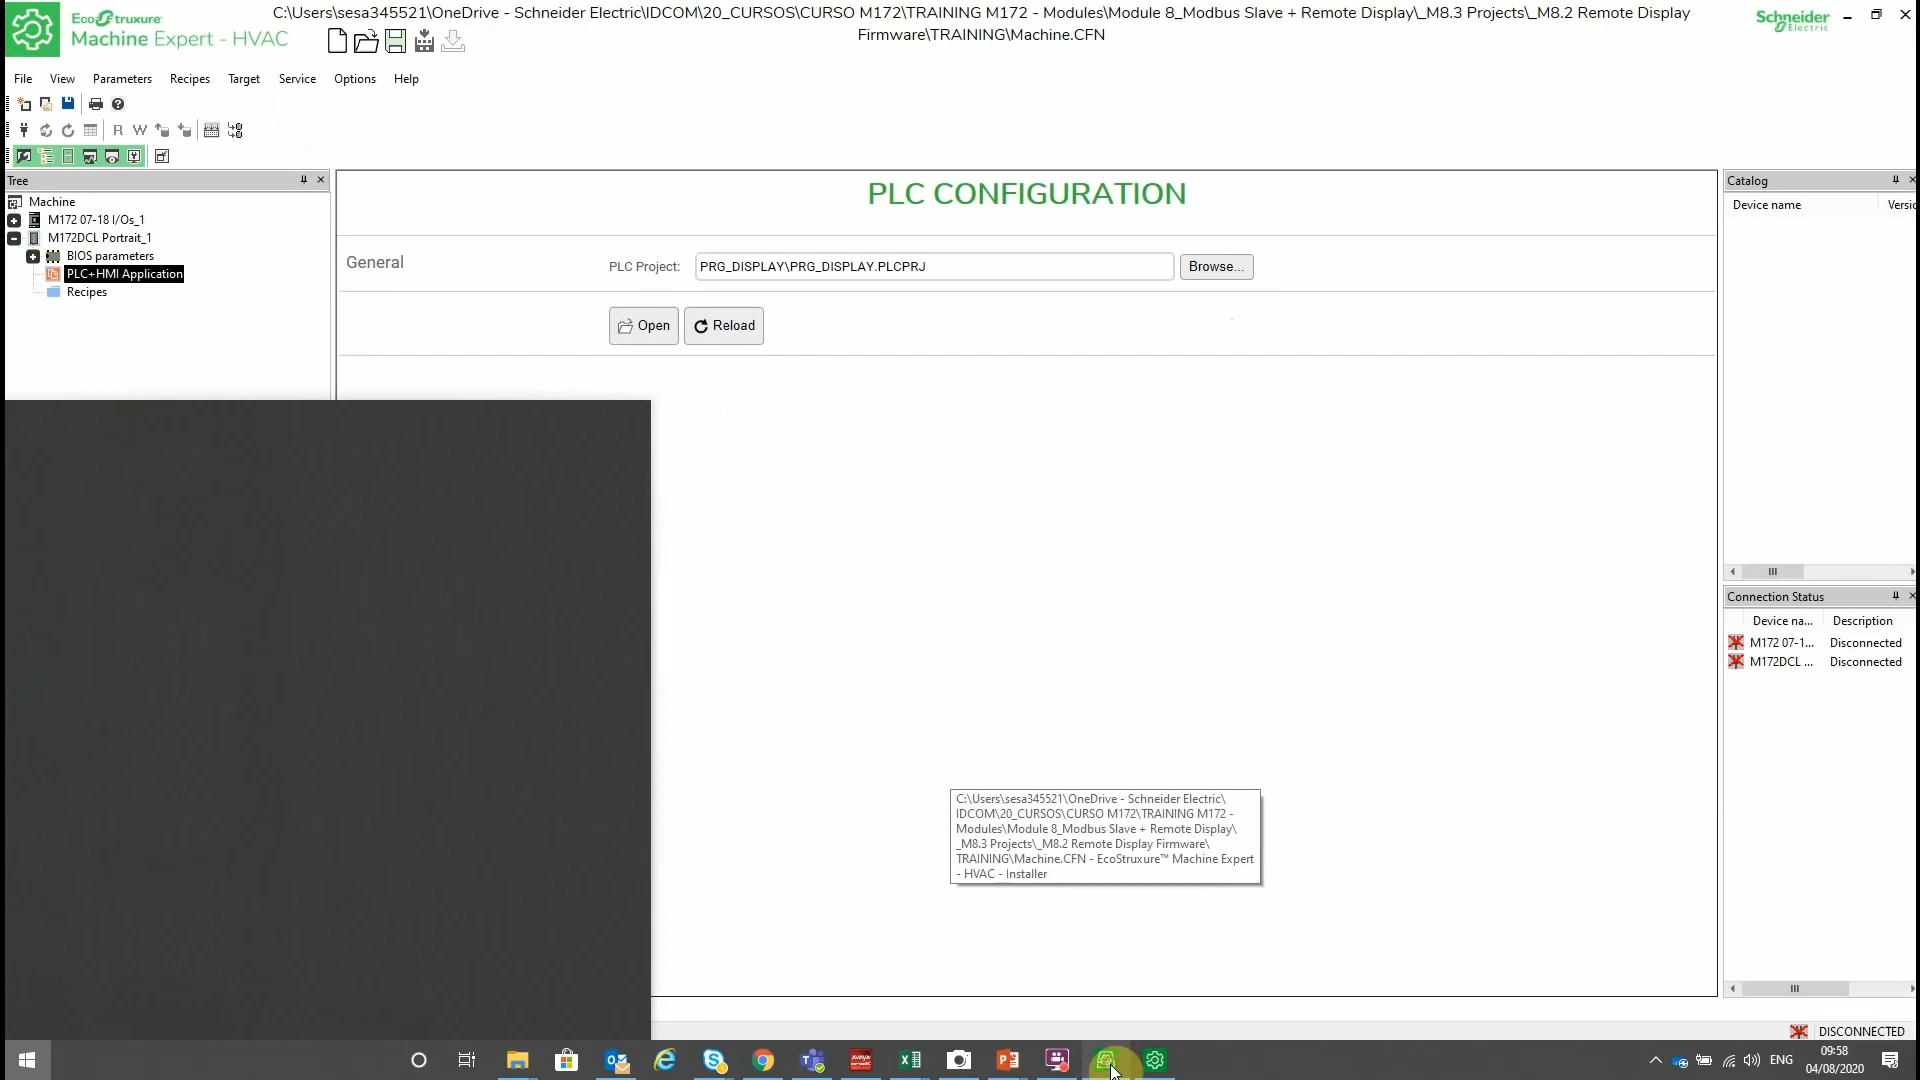 C:\Users\sesa345521\OneDrive - Schneider Electric\IDCOM\20_CURSOS\CURSO M172\TRAINING M172 - Modules\Module 8_Modbus Slave + Remote Display\_M8.3 Projects\_M8.2 Remote Display
Firmware\TRAINING\Machine.CFN
EcoStruxure
Machine Expert - HVAC
Schneider
Electric
File View Parameters Recipes Target Service Options Help
R W
Tree
Machine
M172 07-18 I/Os_1
M172DCL Portrait_1
BIOS parameters
PLC+HMI Application
Recipes
PLC CONFIGURATION
General
PLC Project: PRG_DISPLAY\PRG_DISPLAY.PLCPRJ Browse...
Open Reload
Catalog
Device name Versic
Connection Status
Device na... Description
M172 07-1... Disconnected
M172DCL ... Disconnected
C:\Users\sesa345521\OneDrive - Schneider Electric\
IDCOM\20_CURSOS\CURSO M172\TRAINING M172 -
Modules\Module 8_Modbus Slave + Remote Display\
_M8.3 Projects\_M8.2 Remote Display Firmware\
TRAINING\Machine.CFN - EcoStruxure™ Machine Expert
- HVAC - Installer
DISCONNECTED
ENG
09:58
04/08/2020